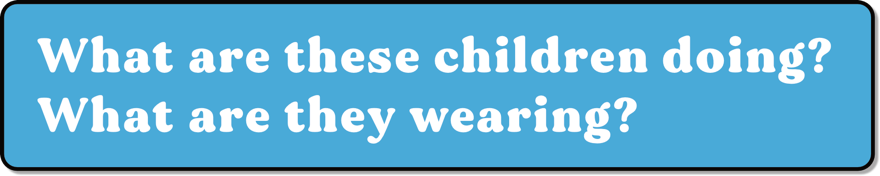 What are these children doing?
What are they wearing?